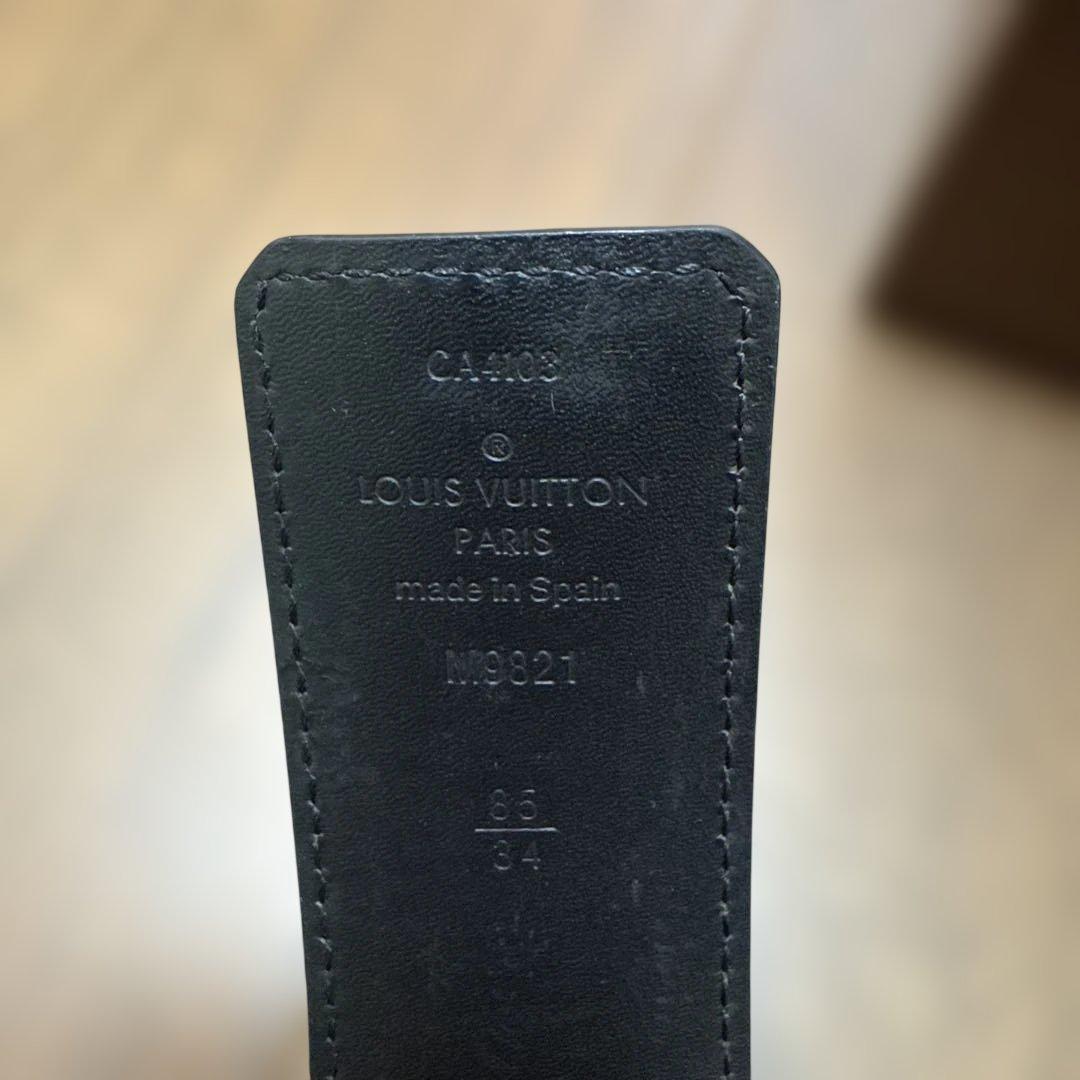 CA4103
®
LOUIS VUITTON
PARIS
made in Spain
M9821
85
34